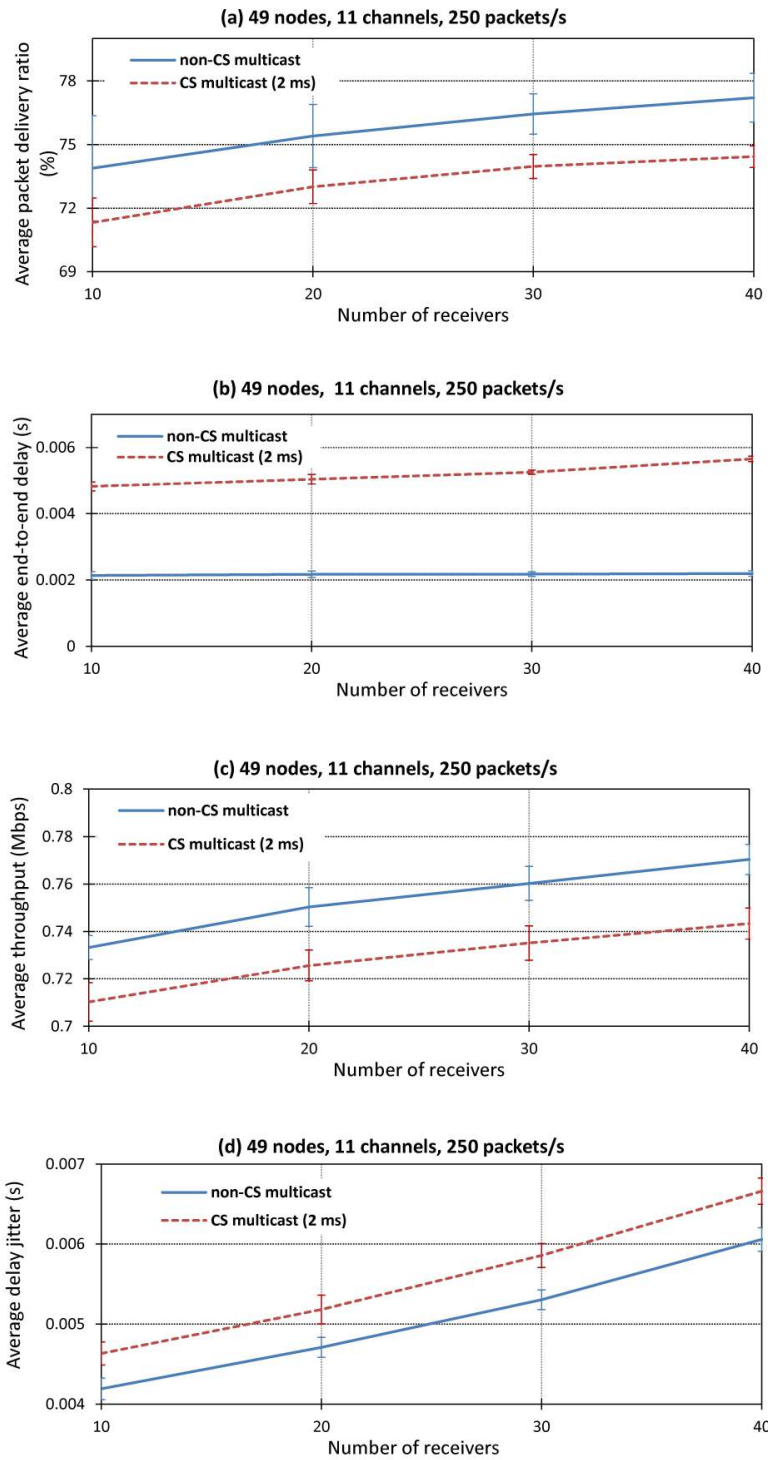 (a) 49 nodes, 11 channels, 250 packets/s
non-CS multicast
CS multicast (2 ms)
Average packet delivery ratio
(%)
78
75
72
69
10 20 30 40
Number of receivers
(b) 49 nodes, 11 channels, 250 packets/s
non-CS multicast
CS multicast (2 ms)
Average end-to-end delay (s)
0.006
0.004
0.002
0
10 20 30 40
Number of receivers
(c) 49 nodes, 11 channels, 250 packets/s
non-CS multicast
CS multicast (2 ms)
Average throughput (Mbps)
0.8
0.78
0.76
0.74
0.72
0.7
10 20 30 40
Number of receivers
(d) 49 nodes, 11 channels, 250 packets/s
non-CS multicast
CS multicast (2 ms)
Average delay jitter (s)
0.007
0.006
0.005
0.004
10 20 30 40
Number of receivers